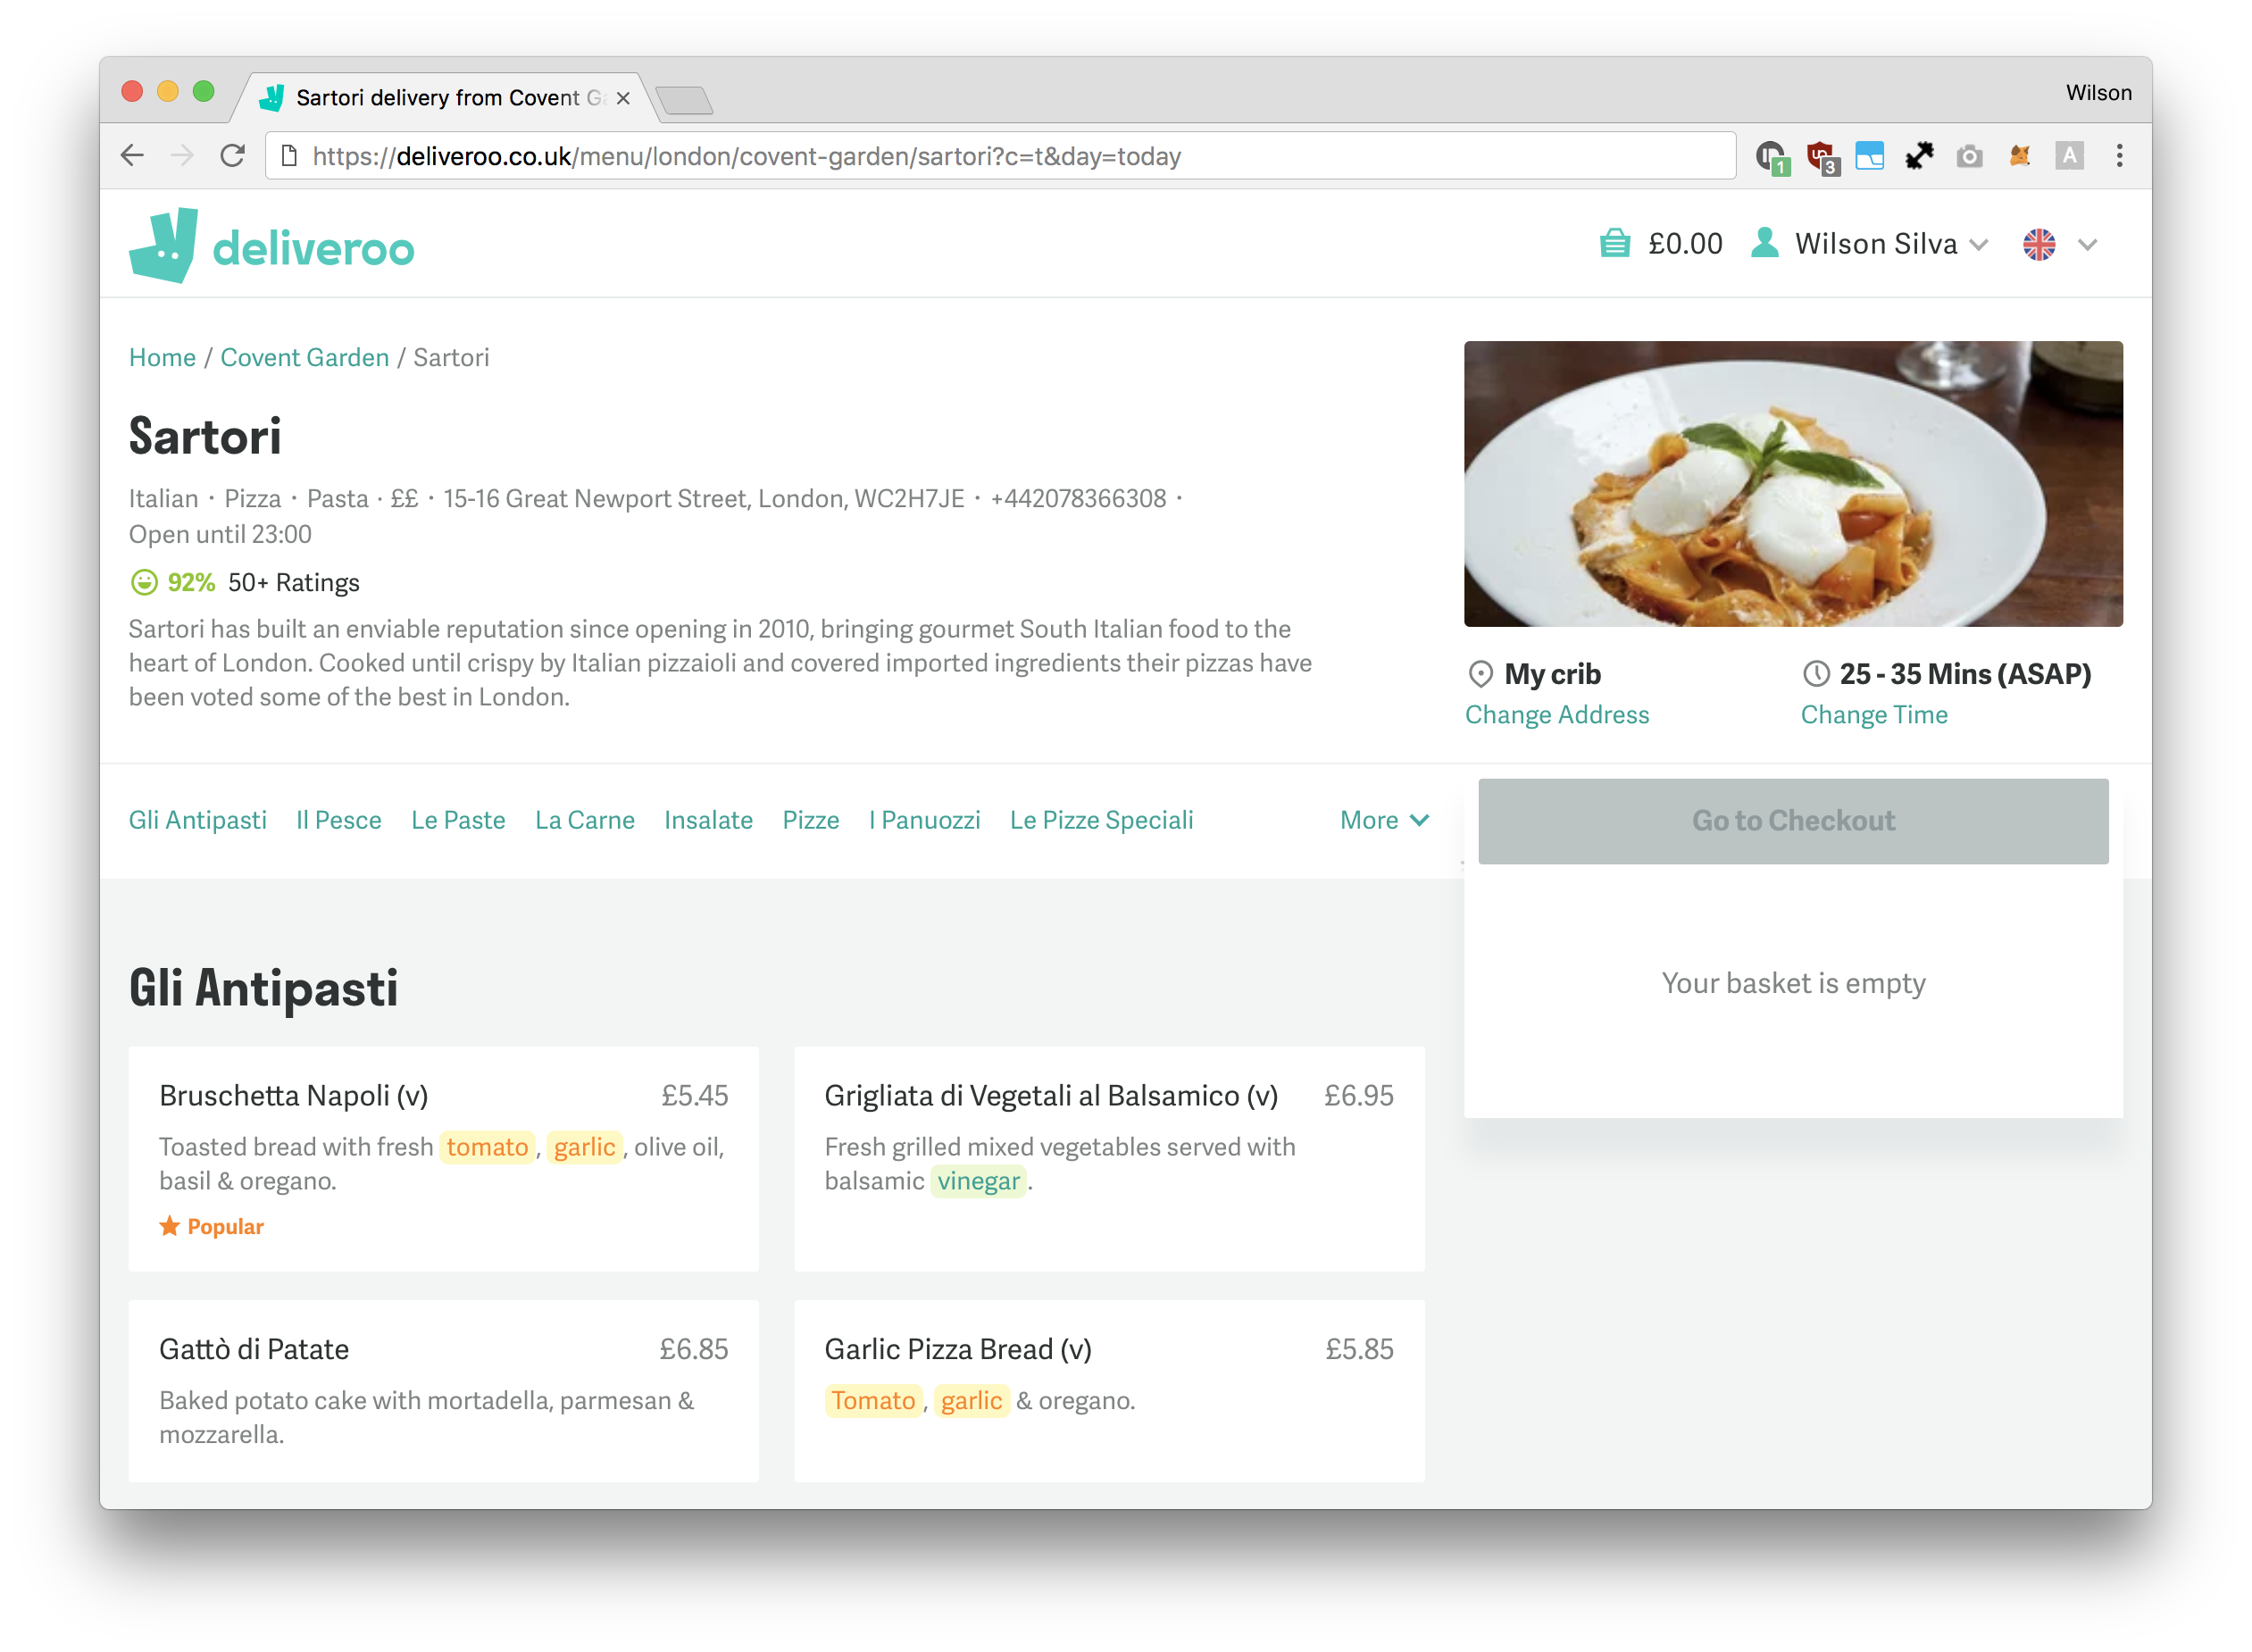 Sartori delivery from Covent G
Wilson
https://deliveroo.co.uk/menu/london/covent-garden/sartori?c=t&day=today
1
3
A
deliveroo
£0.00
Wilson Silva
Home / Covent Garden / Sartori
Sartori
Italian · Pizza · Pasta · ££ · 15-16 Great Newport Street, London, WC2H7JE · +442078366308 ·
Open until 23:00
92% 50+ Ratings
Sartori has built an enviable reputation since opening in 2010, bringing gourmet South Italian food to the
heart of London. Cooked until crispy by Italian pizzaioli and covered imported ingredients their pizzas have
been voted some of the best in London.
My crib
Change Address
25 - 35 Mins (ASAP)
Change Time
Gli Antipasti Il Pesce Le Paste La Carne Insalate Pizze I Panuozzi Le Pizze Speciali More
Go to Checkout
Your basket is empty
Gli Antipasti
Bruschetta Napoli (v) £5.45
Toasted bread with fresh tomato, garlic, olive oil,
basil & oregano.
Popular
Grigliata di Vegetali al Balsamico (v) £6.95
Fresh grilled mixed vegetables served with
balsamic vinegar.
Gattò di Patate £6.85
Baked potato cake with mortadella, parmesan &
mozzarella.
Garlic Pizza Bread (v) £5.85
Tomato, garlic & oregano.